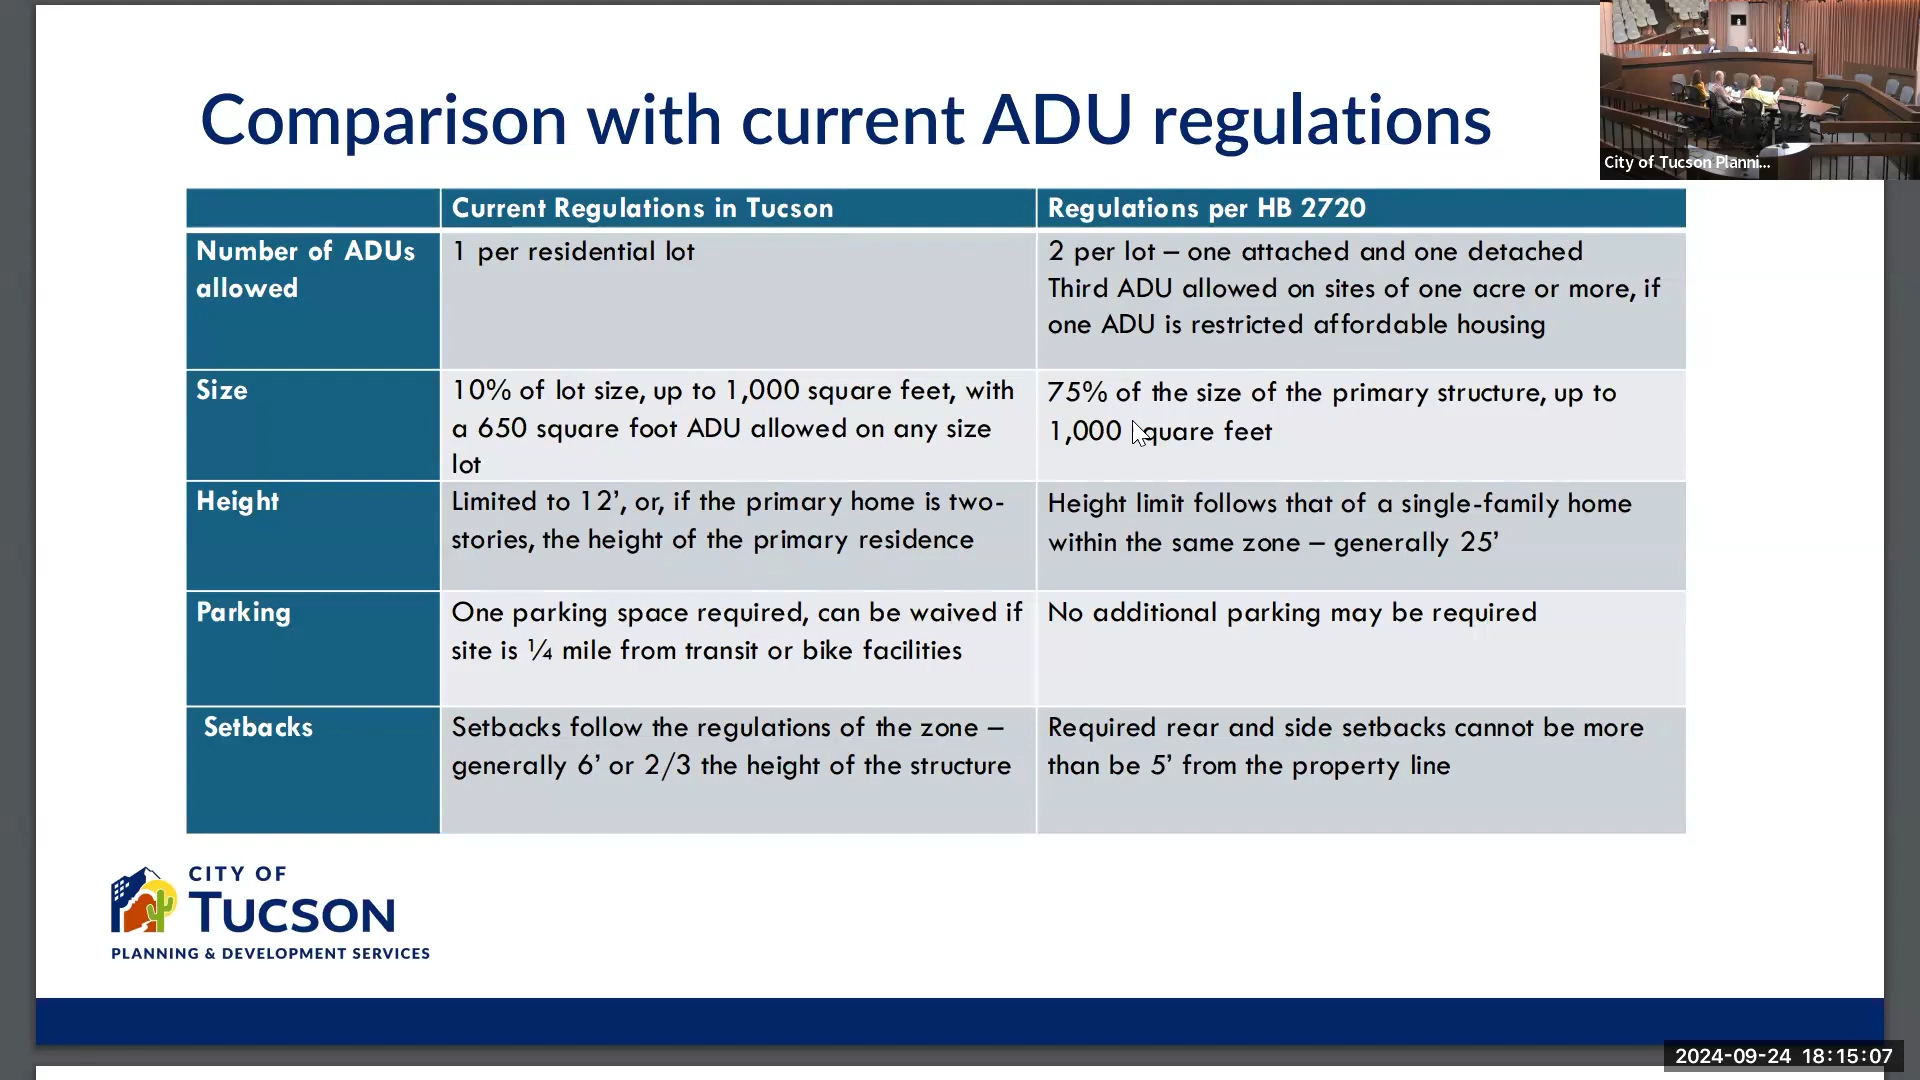 Comparison with current ADU regulations
City of Tucson Planni...
Current Regulations in Tucson
Regulations per HB 2720
Number of ADUs
allowed
1 per residential lot
2 per lot – one attached and one detached
Third ADU allowed on sites of one acre or more, if
one ADU is restricted affordable housing
Size
10% of lot size, up to 1,000 square feet, with
a 650 square foot ADU allowed on any size
lot
75% of the size of the primary structure, up to
1,000 square feet
Height
Limited to 12’, or, if the primary home is two-
stories, the height of the primary residence
Height limit follows that of a single-family home
within the same zone – generally 25’
Parking
One parking space required, can be waived if
site is ¼ mile from transit or bike facilities
No additional parking may be required
Setbacks
Setbacks follow the regulations of the zone –
generally 6’ or 2/3 the height of the structure
Required rear and side setbacks cannot be more
than be 5’ from the property line
CITY OF
TUCSON
PLANNING & DEVELOPMENT SERVICES
2024-09-24 18:15:07